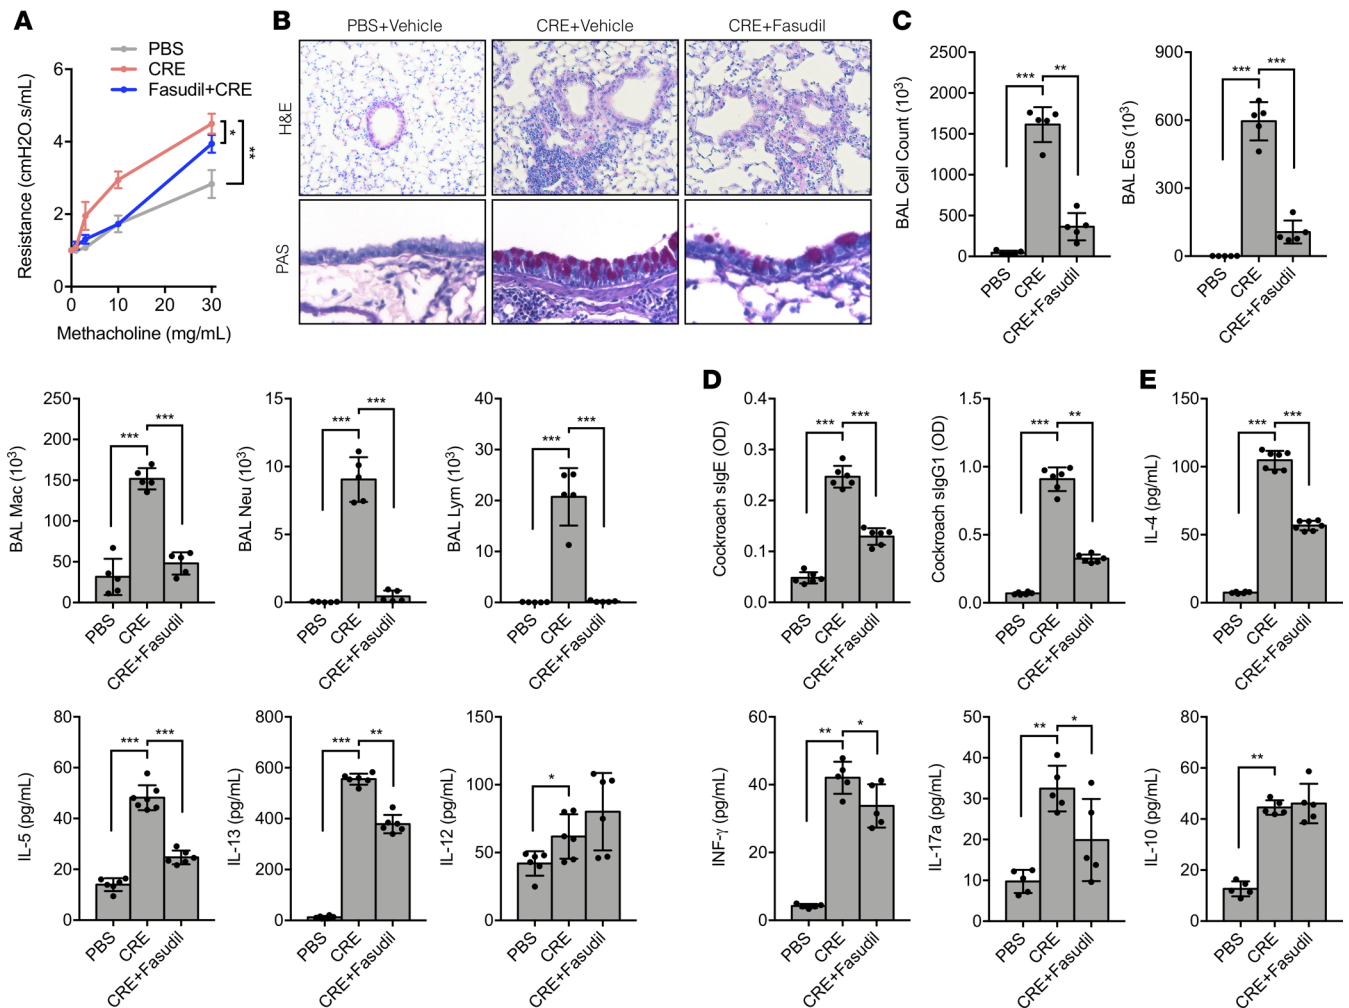 A
PBS
CRE
Fasudil+CRE
Resistance (cmH2O.s/mL)
6
4
2
0
*
**
0
10
20
30
Methacholine (mg/mL)
B
PBS+Vehicle
CRE+Vehicle
CRE+Fasudil
H&E
PAS
C
BAL Cell Count (10³)
2500
2000
1500
1000
500
0
***
**
PBS
CRE
CRE+Fasudil
BAL Eos (10³)
900
600
300
0
***
***
PBS
CRE
CRE+Fasudil
BAL Mac (10³)
250
200
150
100
50
0
***
***
PBS
CRE
CRE+Fasudil
BAL Neu (10³)
15
10
5
0
***
***
PBS
CRE
CRE+Fasudil
BAL Lym (10³)
40
30
20
10
0
***
***
PBS
CRE
CRE+Fasudil
D
Cockroach sIgE (OD)
0.4
0.3
0.2
0.1
0.0
***
***
PBS
CRE
CRE+Fasudil
Cockroach sIgG1 (OD)
1.5
1.0
0.5
0.0
***
**
PBS
CRE
CRE+Fasudil
E
IL-4 (pg/mL)
150
100
50
0
***
***
PBS
CRE
CRE+Fasudil
IL-5 (pg/mL)
80
60
40
20
0
***
***
PBS
CRE
CRE+Fasudil
IL-13 (pg/mL)
800
600
400
200
0
***
**
PBS
CRE
CRE+Fasudil
IL-12 (pg/mL)
150
100
50
0
*
PBS
CRE
CRE+Fasudil
INF-γ (pg/mL)
60
40
20
0
**
*
PBS
CRE
CRE+Fasudil
IL-17a (pg/mL)
50
40
30
20
10
0
**
*
PBS
CRE
CRE+Fasudil
IL-10 (pg/mL)
80
60
40
20
0
**
PBS
CRE
CRE+Fasudil